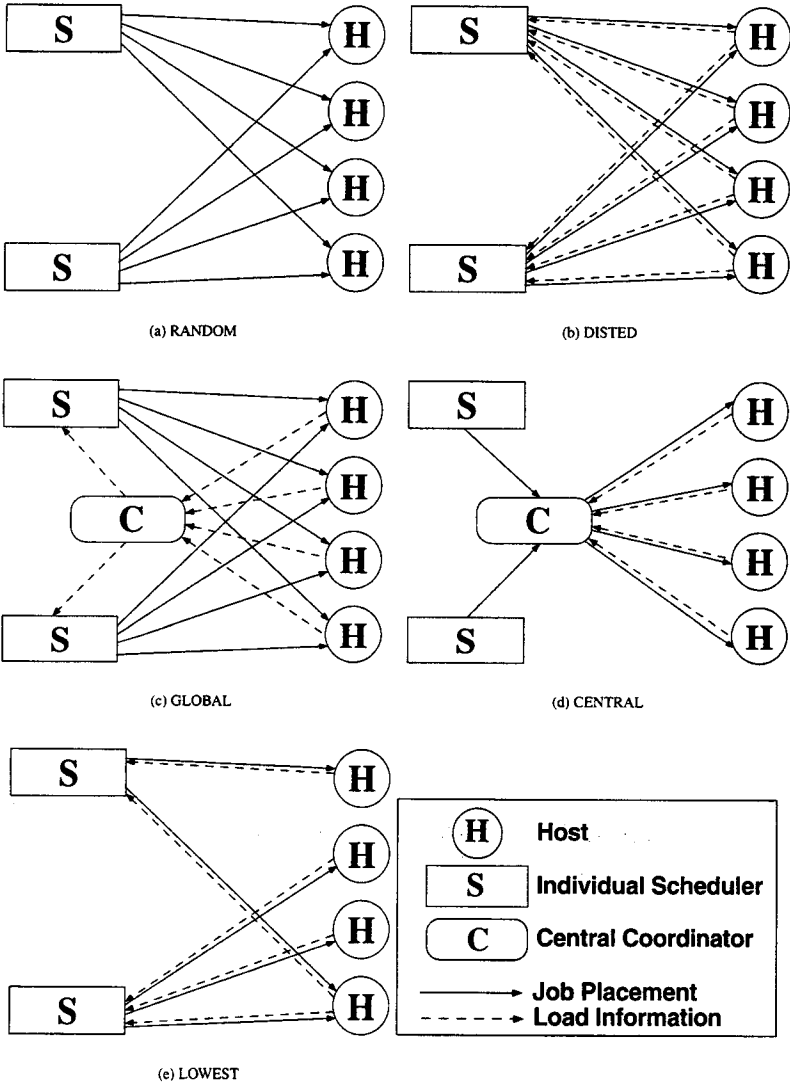 S
H
H
H
S
H
(a) RANDOM
S
H
H
H
S
H
(b) DISTED
S
H
H
C
H
S
H
(c) GLOBAL
S
H
H
C
H
S
H
(d) CENTRAL
S
H
H
H
S
H
(e) LOWEST
H Host
S Individual Scheduler
C Central Coordinator
Job Placement
Load Information